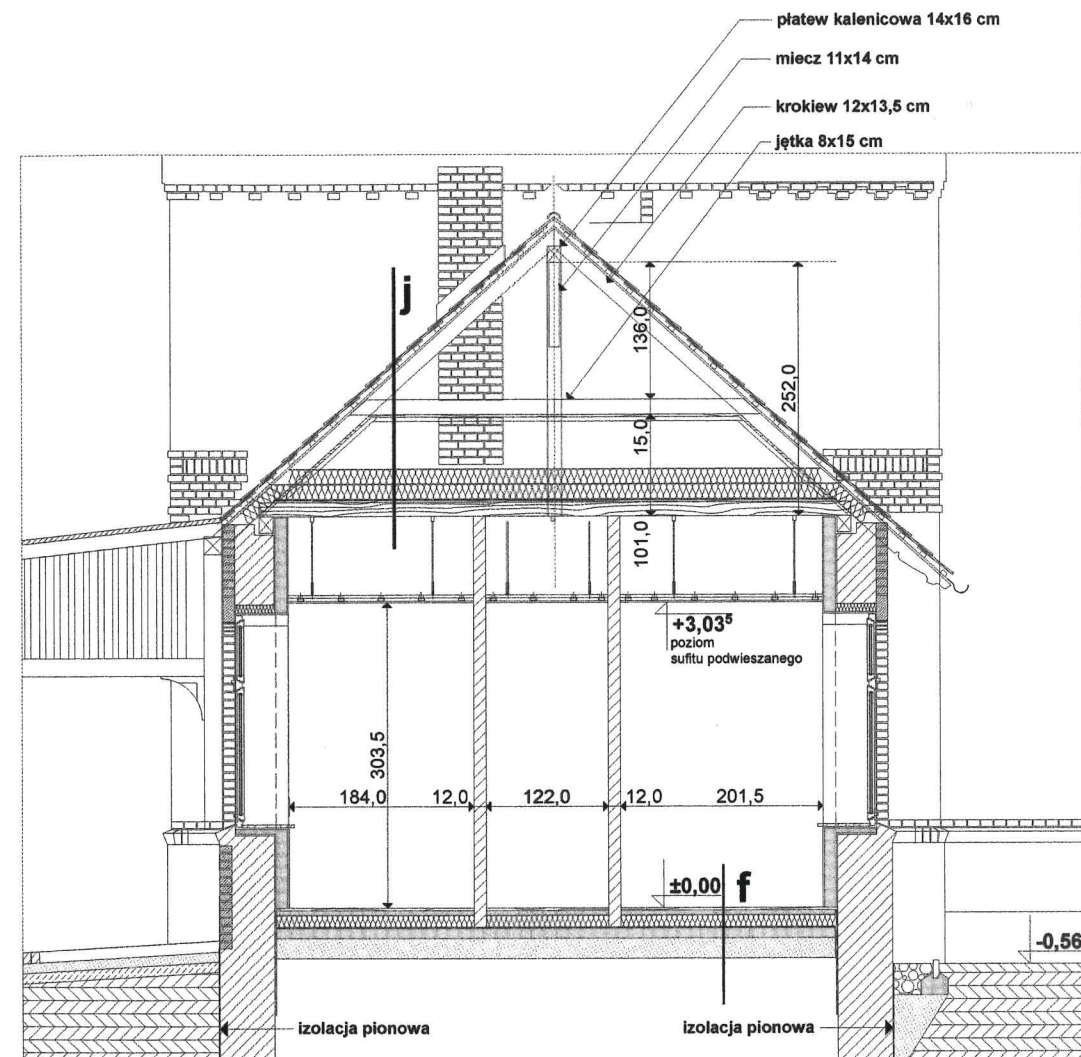 płatew kalenicowa 14x16 cm
miecz 11x14 cm
krokiew 12x13,5 cm
jętka 8x15 cm
j
136,0
252,0
15,0
101,0
+3,03⁵
poziom
sufitu podwieszanego
303,5
184,0 12,0 122,0 12,0 201,5
±0,00
f
-0,56
izolacja pionowa
izolacja pionowa